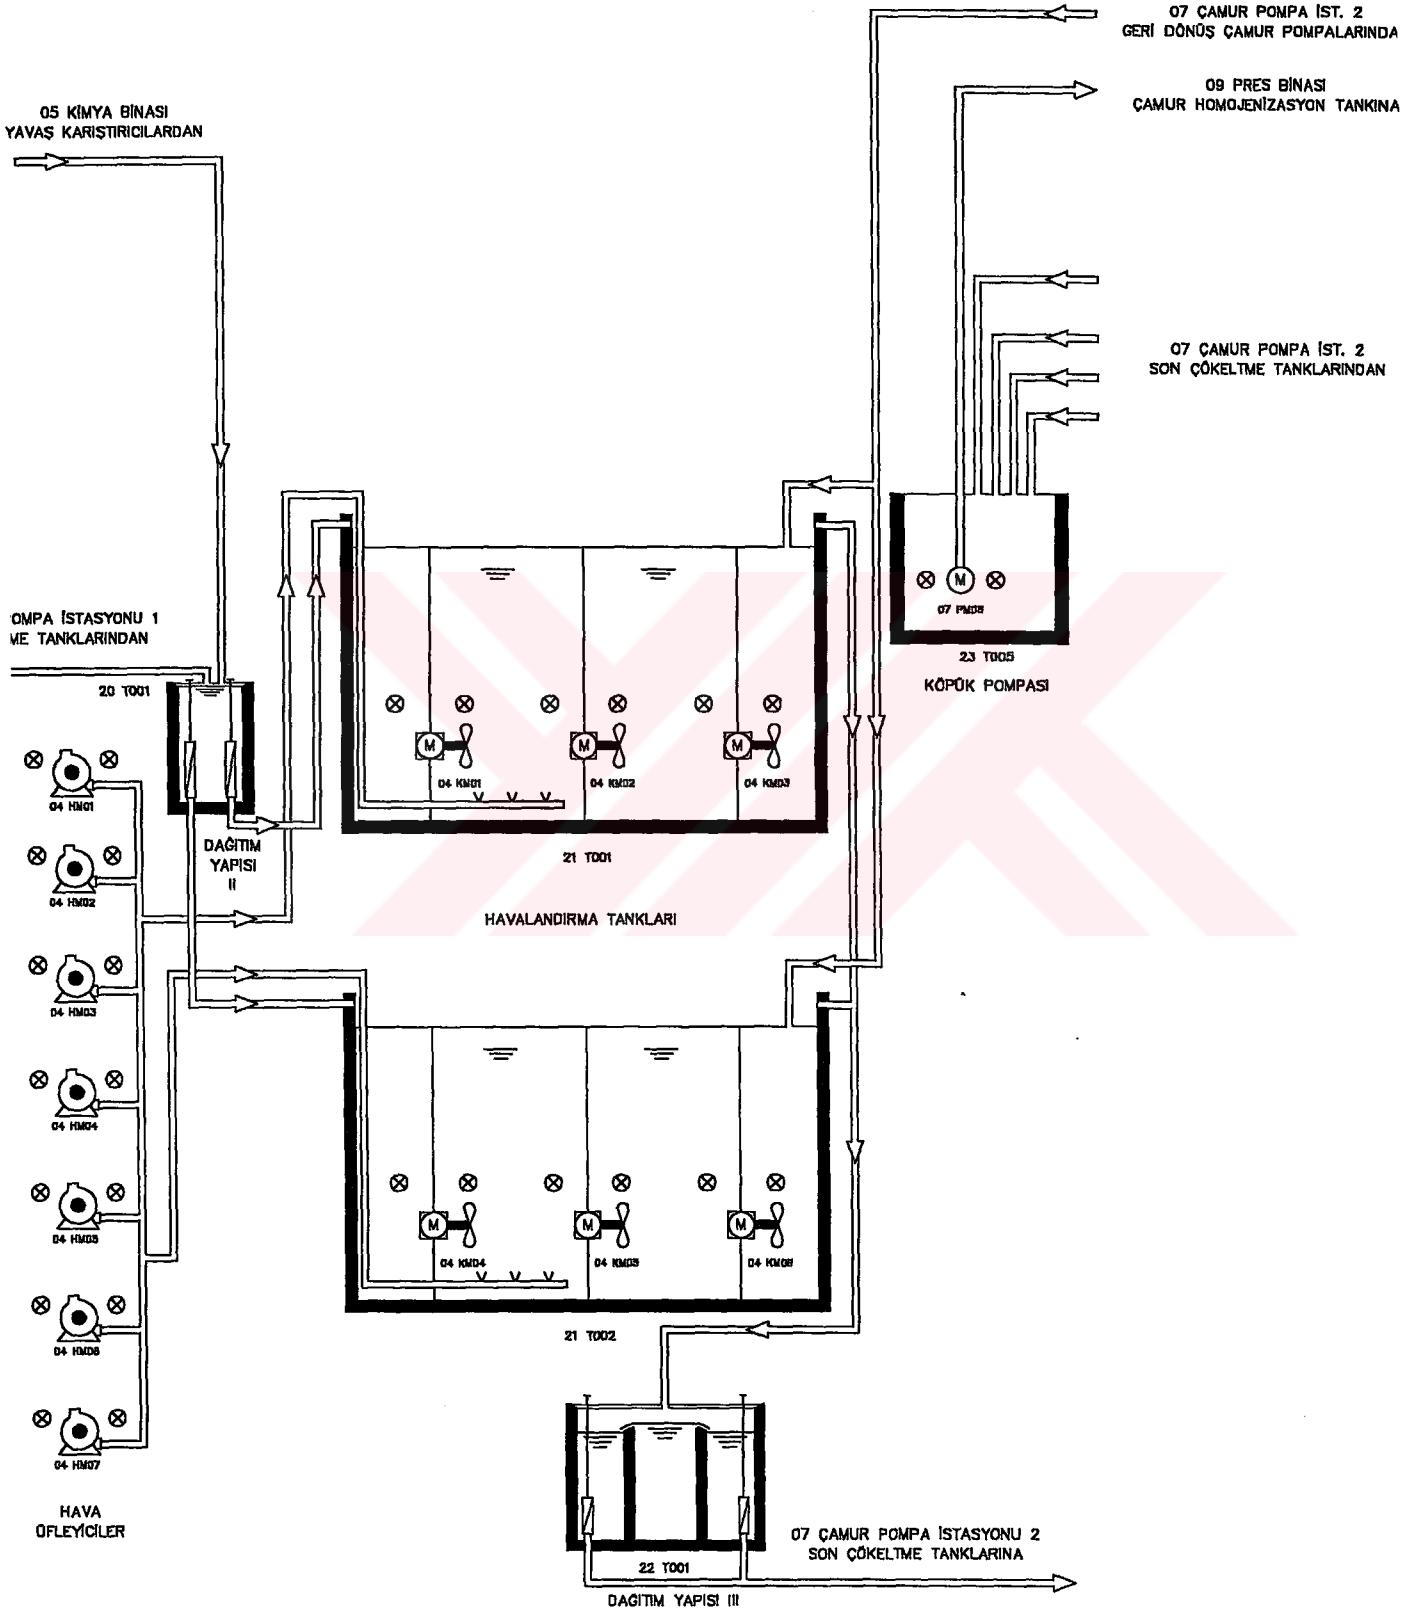 07 ÇAMUR POMPA İST. 2
GERİ DÖNÜŞ ÇAMUR POMPALARINDA
09 PRES BİNASI
ÇAMUR HOMOJENİZASYON TANKINA
05 KİMYA BİNASI
YAVAŞ KARIŞTIRICILARDAN
07 ÇAMUR POMPA İST. 2
SON ÇÖKELTME TANKLARINDAN
M
07 PM08
23 T005
KÖPÜK POMPASI
OMPA İSTASYONU 1
ME TANKLARINDAN
20 T001
M
M
M
04 KM01
04 KM02
04 KM03
04 HM01
DAĞITIM
YAPISI
II
21 T001
04 HM02
HAVALANDIRMA TANKLARI
04 HM03
04 HM04
M
M
M
04 HM05
04 KM04
04 KM05
04 KM06
04 HM06
21 T002
04 HM07
HAVA
ÜFLEYİCİLER
07 ÇAMUR POMPA İSTASYONU 2
SON ÇÖKELTME TANKLARINA
22 T001
DAĞITIM YAPISI III